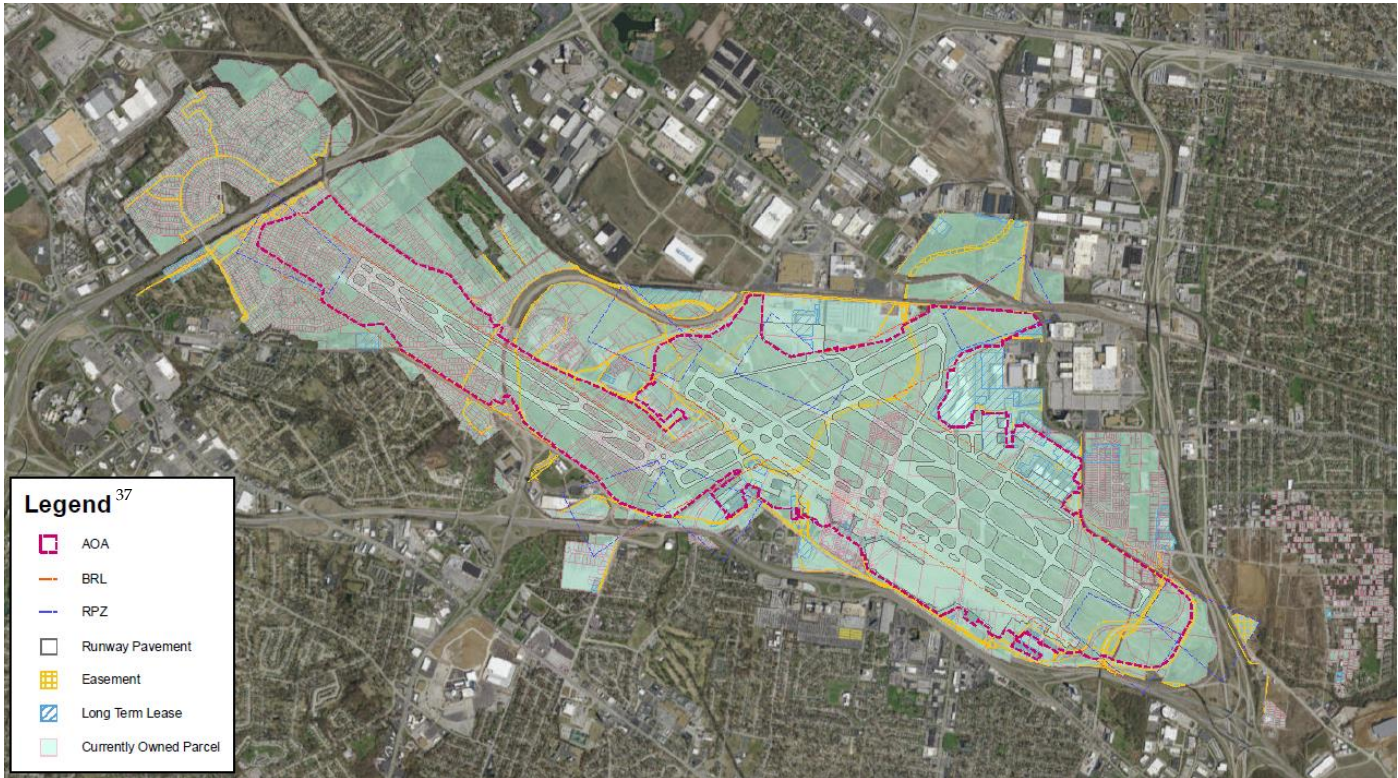 Legend 37
AOA
BRL
RPZ
Runway Pavement
Easement
Long Term Lease
Currently Owned Parcel